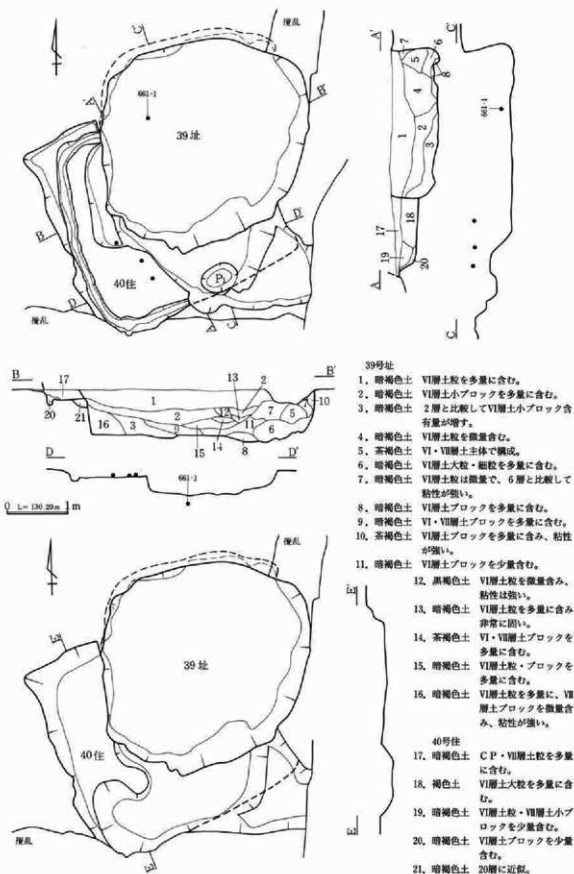 攪乱
C'
A'
661-1
B'
39址
D'
B
P₁
D
40住
攪乱
A
C
A'
7
6
5
8
4
1
2
3
18
17
19
20
A
C'
661-1
C
B
17
13
2
B'
10
1
12
7
5
2
11
6
16
3
9
20
21
14
15
8
D
D'
661-1
0 L=130.20m 1m
攪乱
E'
39址
40住
攪乱
E
E'
E
39号址
1. 暗褐色土 Ⅵ層土粒を多量に含む。
2. 暗褐色土 Ⅵ層土小ブロックを多量に含む。
3. 暗褐色土 2層と比較してⅥ層土小ブロック含
有量が増す。
4. 暗褐色土 Ⅵ層土粒を微量含む。
5. 茶褐色土 Ⅵ・Ⅶ層土主体で構成。
6. 暗褐色土 Ⅵ層土大粒・細粒を多量に含む。
7. 暗褐色土 Ⅵ層土粒は微量で、6層と比較して
粘性が強い。
8. 暗褐色土 Ⅵ層土ブロックを多量に含む。
9. 暗褐色土 Ⅵ・Ⅶ層土ブロックを多量に含む。
10. 茶褐色土 Ⅵ層土ブロックを多量に含み、粘性
が強い。
11. 暗褐色土 Ⅵ層土ブロックを少量含む。
12. 黒褐色土 Ⅵ層土粒を微量含み、
粘性は強い。
13. 暗褐色土 Ⅵ層土粒を多量に含み
非常に固い。
14. 茶褐色土 Ⅵ・Ⅶ層土ブロックを
多量に含む。
15. 暗褐色土 Ⅵ層土粒・ブロックを
多量に含む。
16. 暗褐色土 Ⅵ層土粒を多量に、Ⅶ
層土ブロックを微量含
み、粘性が強い。
40号住
17. 暗褐色土 CP・Ⅶ層土粒を多量
に含む。
18. 褐色土 Ⅵ層土大粒を多量に含
む。
19. 暗褐色土 Ⅵ層土粒・Ⅶ層土小ブ
ロックを少量含む。
20. 暗褐色土 Ⅵ層土ブロックを少量
含む。
21. 暗褐色土 20層に近似。